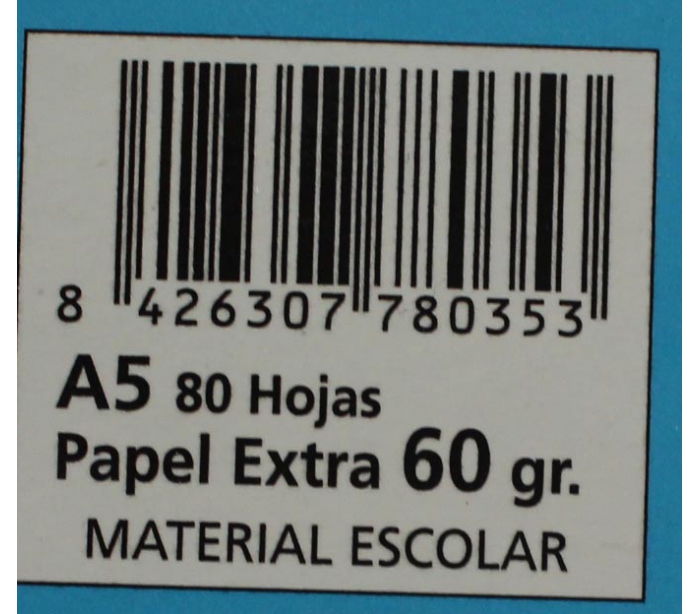 8 426307 780353
A5 80 Hojas
Papel Extra 60 gr.
MATERIAL ESCOLAR